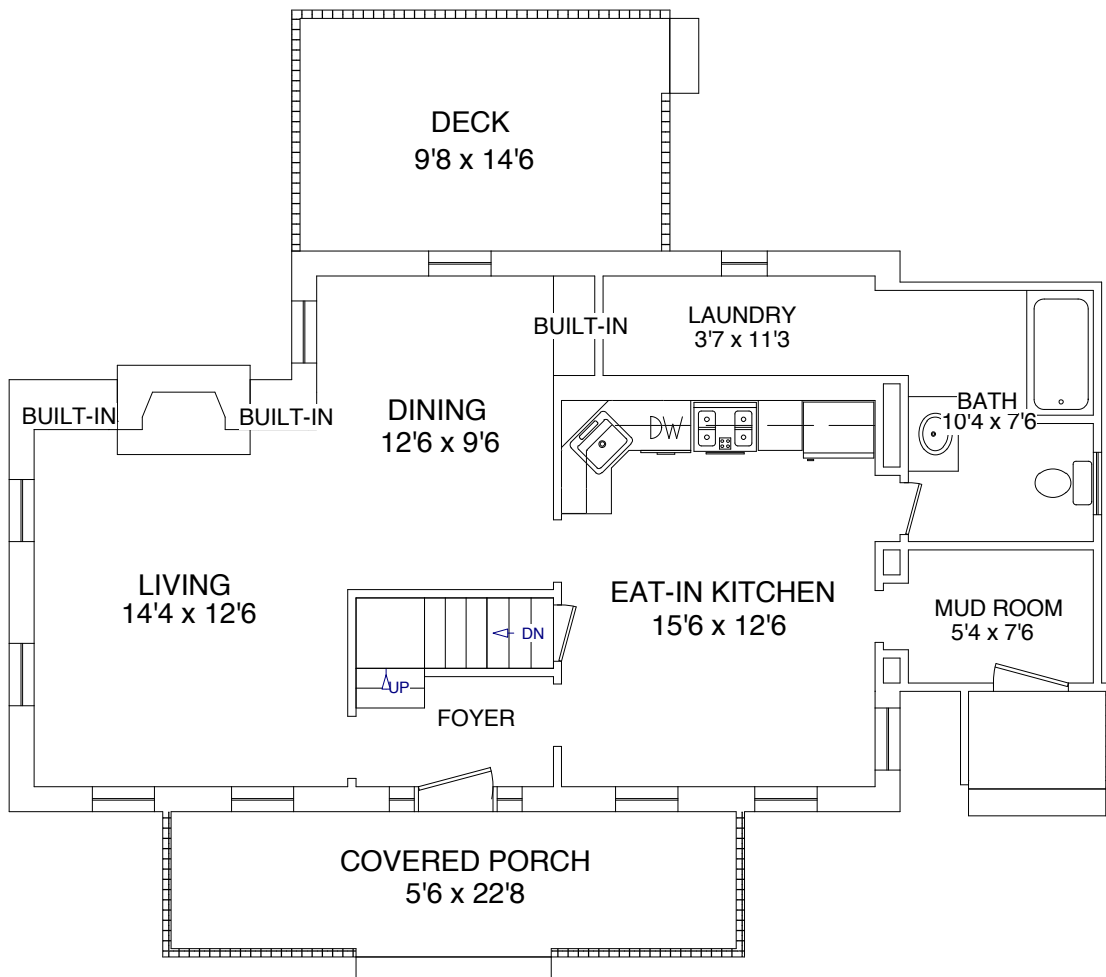 DECK
9'8 x 14'6
BUILT-IN
LAUNDRY
3'7 x 11'3
BUILT-IN
BUILT-IN
DINING
12'6 x 9'6
DW
BATH
10'4 x 7'6
LIVING
14'4 x 12'6
EAT-IN KITCHEN
15'6 x 12'6
MUD ROOM
5'4 x 7'6
DN
UP
FOYER
COVERED PORCH
5'6 x 22'8